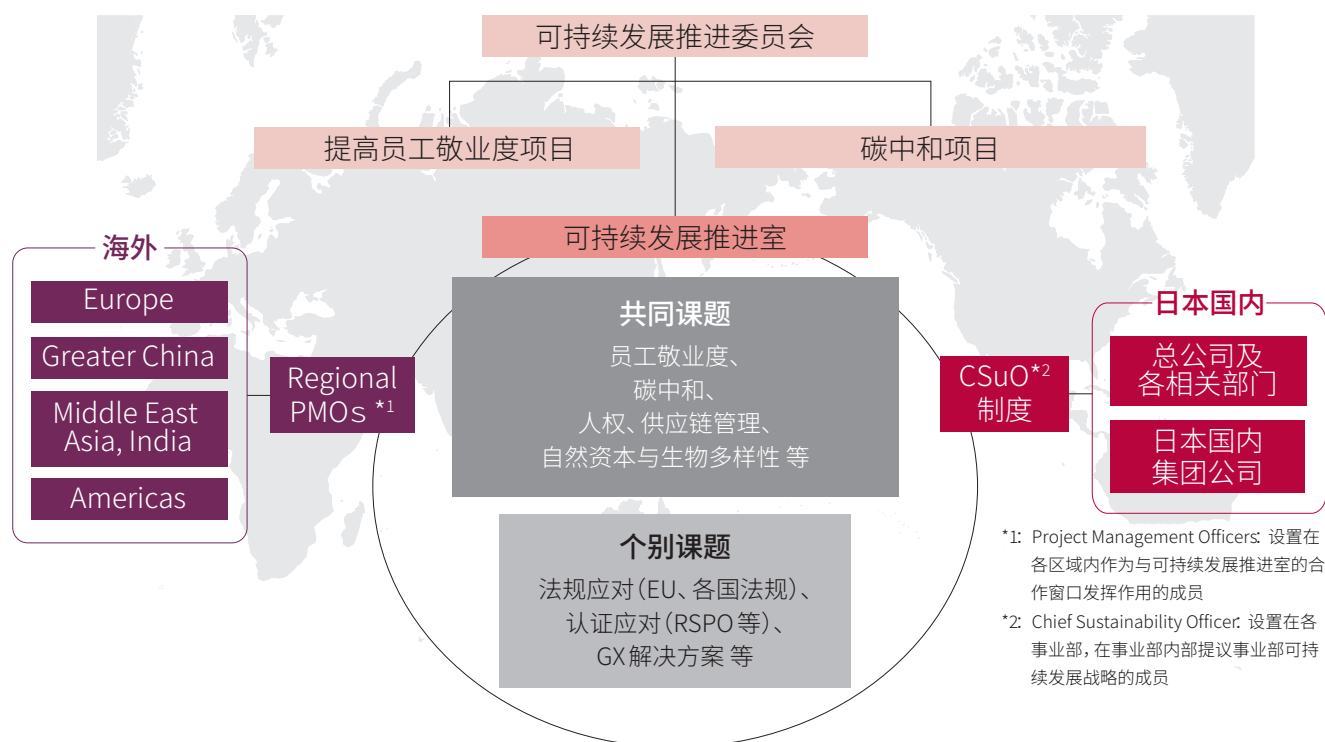 可持续发展推进委员会
提高员工敬业度项目
碳中和项目
可持续发展推进室
海外
Europe
Greater China
Middle East
Asia, India
Americas
Regional
PMOs *1
共同课题
员工敬业度、
碳中和、
人权、供应链管理、
自然资本与生物多样性 等
个别课题
法规应对（EU、各国法规）、
认证应对（RSPO 等）、
GX 解决方案 等
CSuO*2
制度
日本国内
总公司及
各相关部门
日本国内
集团公司
*1: Project Management Officers: 设置在
各区域内作为与可持续发展推进室的合
作窗口发挥作用的成员
*2: Chief Sustainability Officer: 设置在各
事业部，在事业部内部提议事业部可持
续发展战略的成员